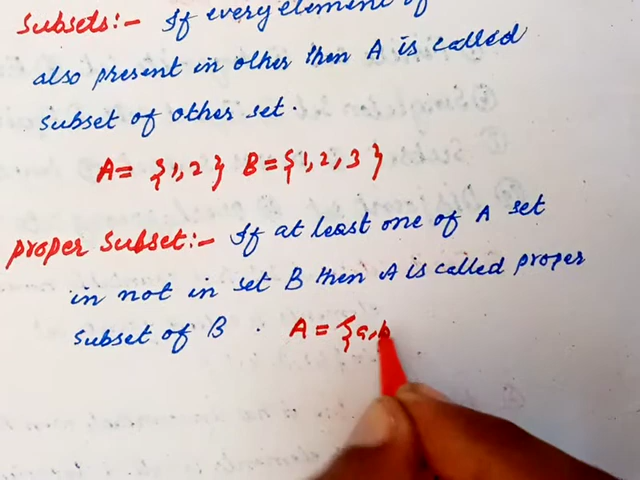 Subsets:- If every element of
also present in other then A is called
subset of other set.
A= {1,2} B={1,2,3}
Proper Subset:- If at least one of A set
in not in set B then A is called proper
subset of B. A={a,b